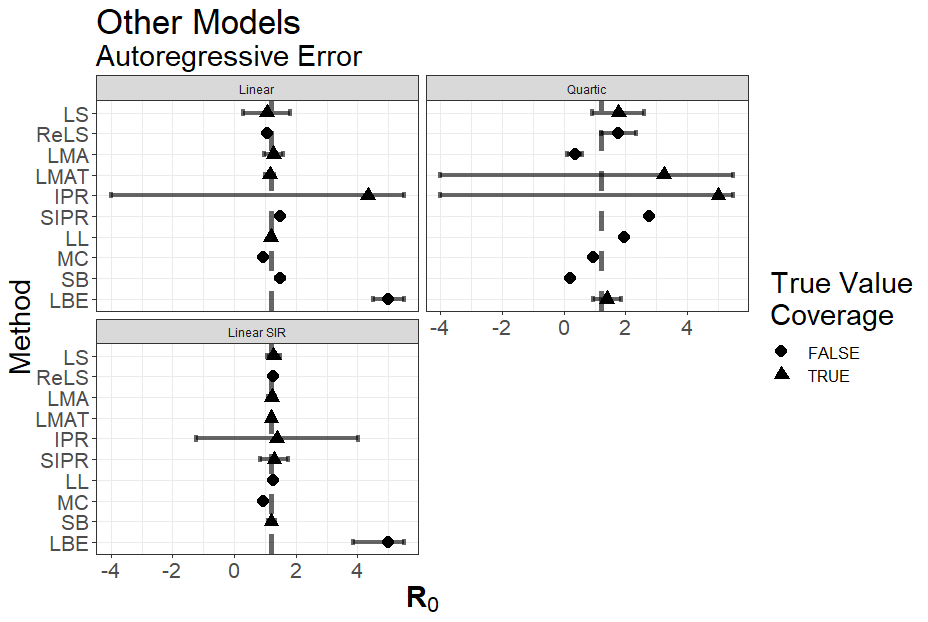 Other Models
Autoregressive Error
Linear
Quartic
LS
ReLS
LMA
LMAT
IPR
SIPR
LL
MC
SB
LBE
-4 -2 0 2 4
Linear SIR
LS
ReLS
LMA
LMAT
IPR
SIPR
LL
MC
SB
LBE
-4 -2 0 2 4
Method
R0
True Value
Coverage
FALSE
TRUE